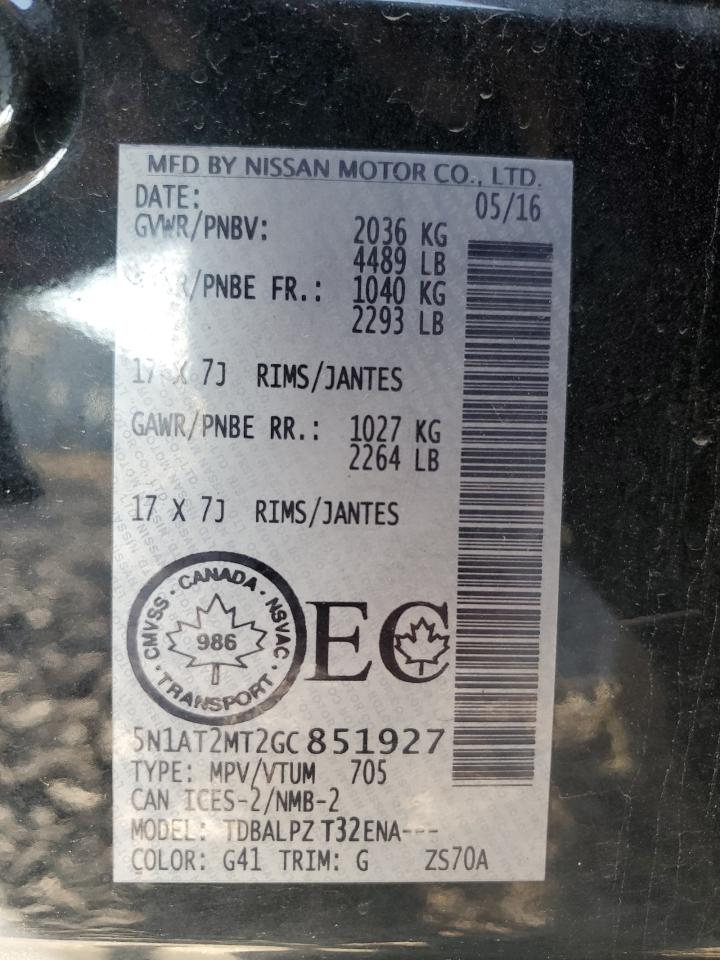 MFD BY NISSAN MOTOR CO., LTD.
DATE: 05/16
GVWR/PNBV: 2036 KG
4489 LB
/PNBE FR.: 1040 KG
2293 LB
17 X 7J RIMS/JANTES
GAWR/PNBE RR.: 1027 KG
2264 LB
17 X 7J RIMS/JANTES
CMVSS · CANADA · NSVAC
986
· TRANSPORT ·
EC
5N1AT2MT2GC851927
TYPE: MPV/VTUM 705
CAN ICES-2/NMB-2
MODEL: TDBALPZ T32ENA---
COLOR: G41 TRIM: G ZS70A